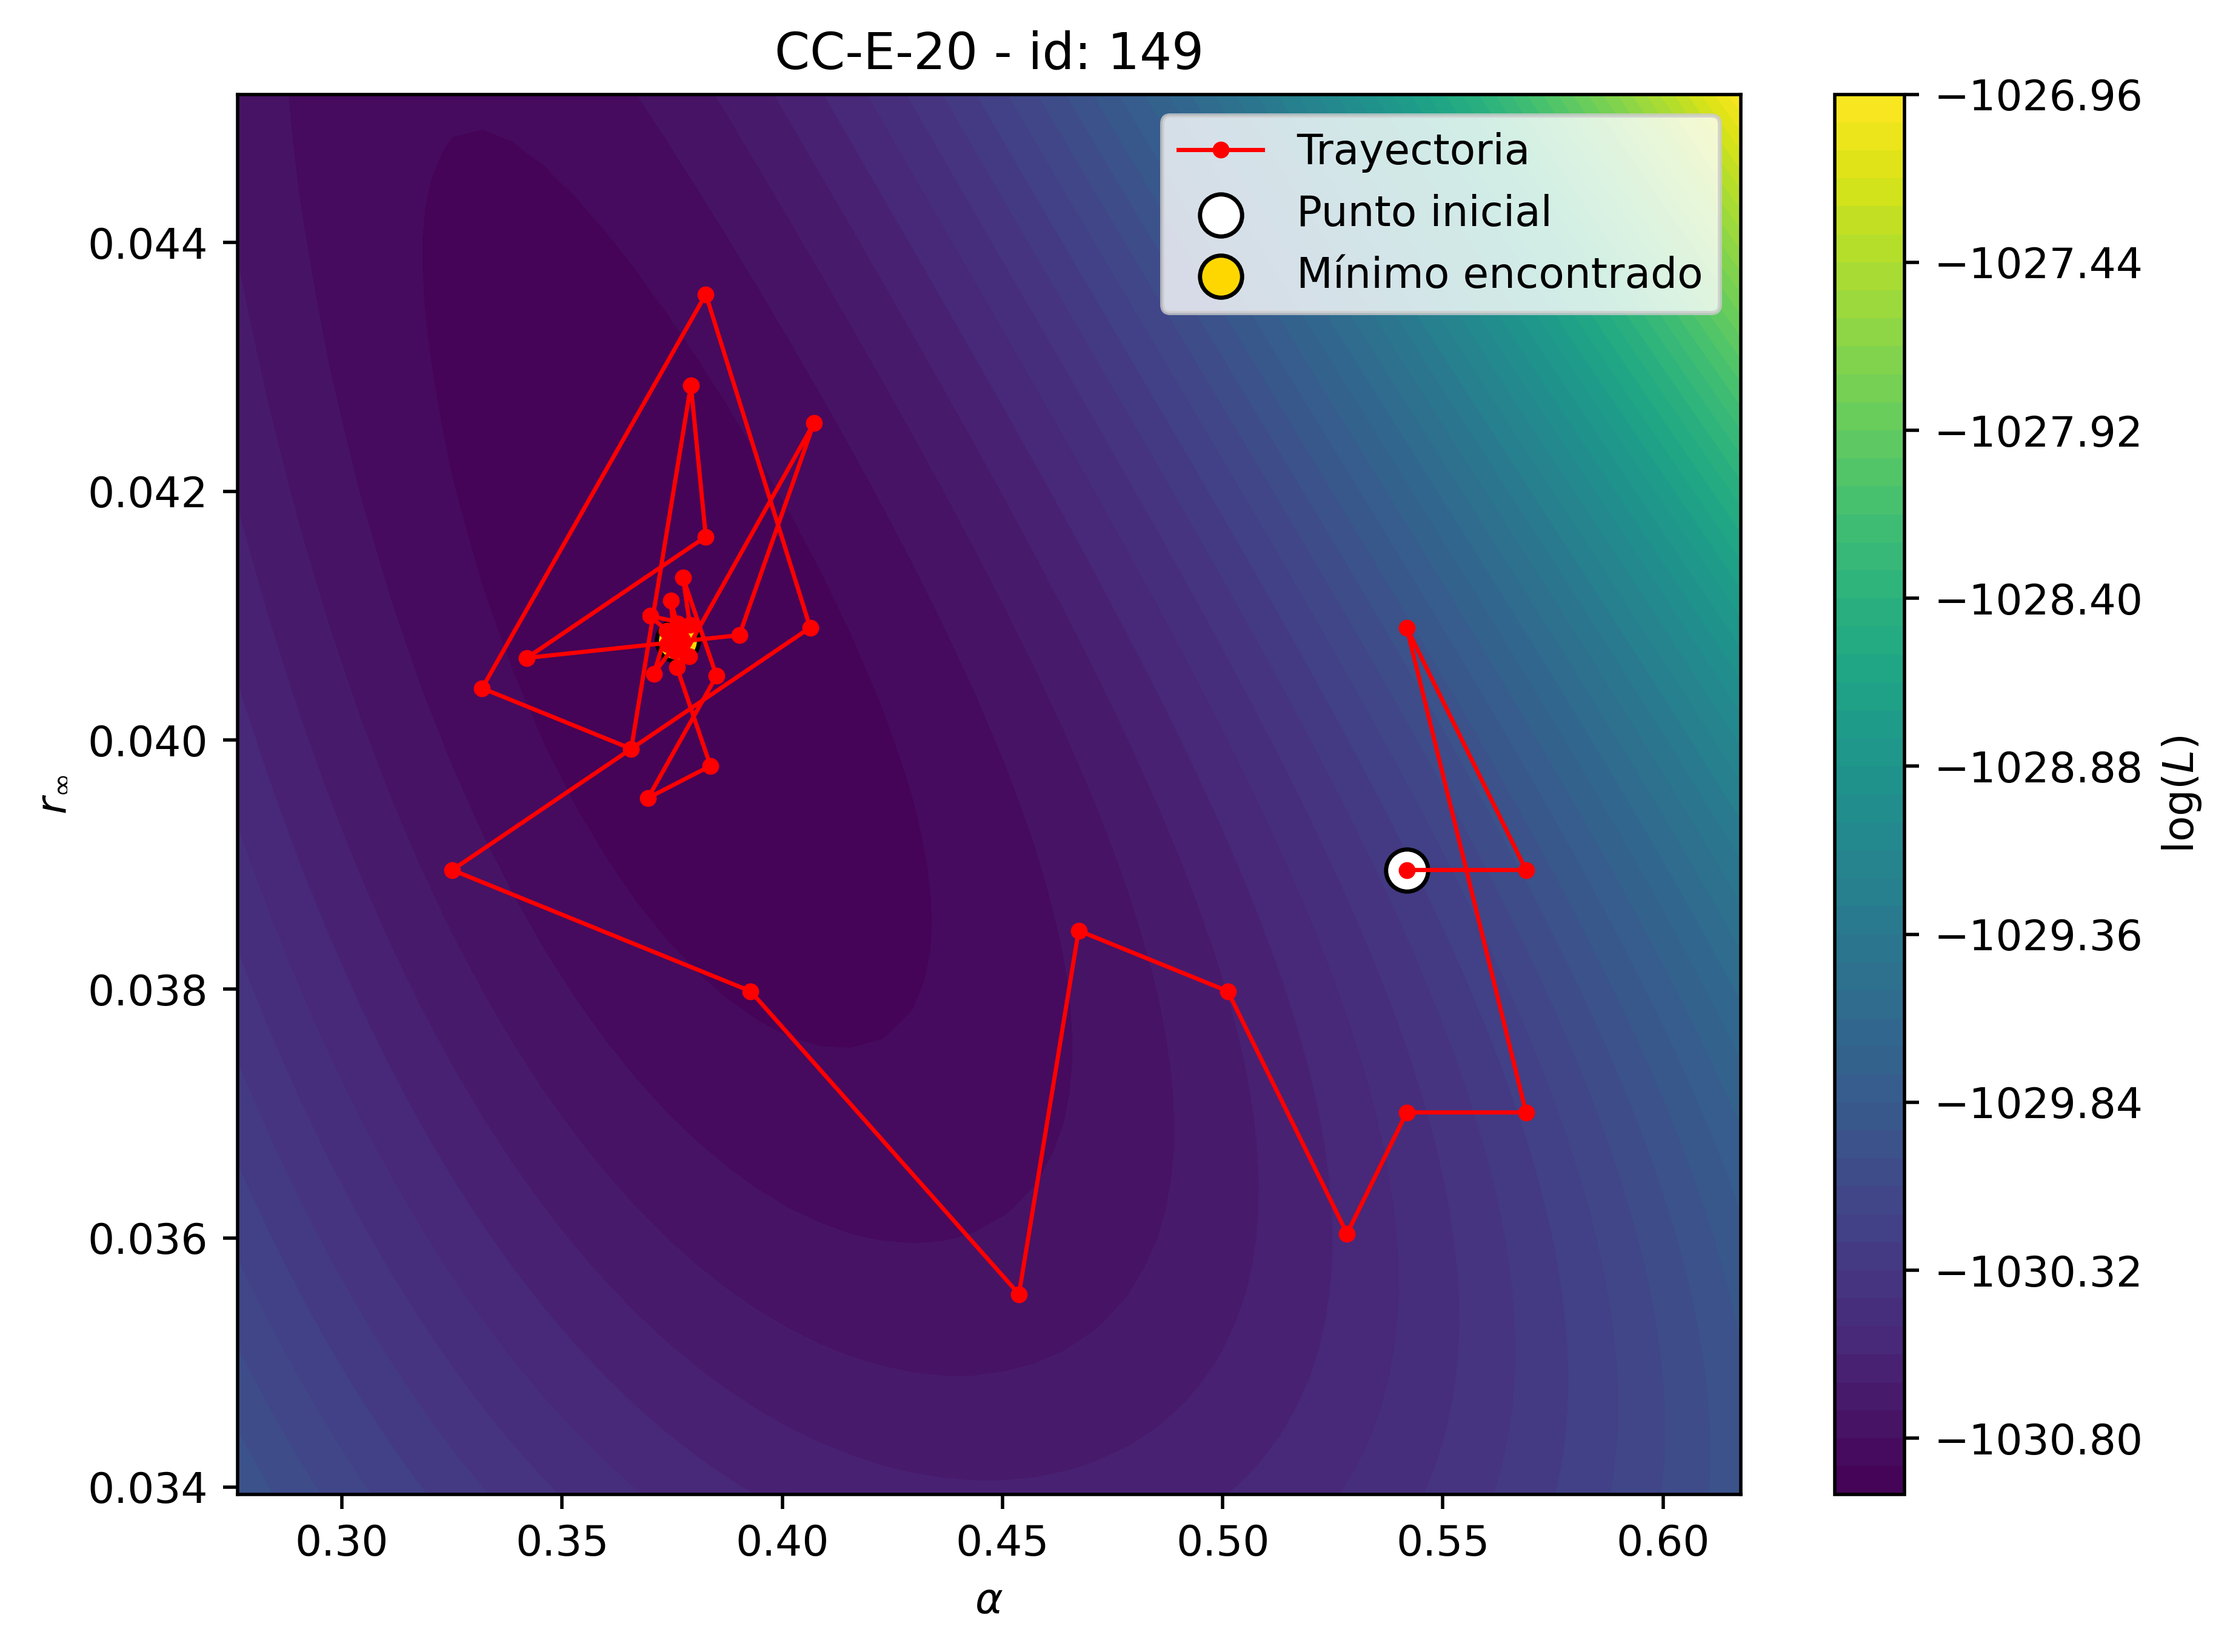 CC-E-20 - id: 149
Trayectoria
Punto inicial
Mínimo encontrado
0.044
0.042
0.040
0.038
0.036
0.034
r∞
0.30 0.35 0.40 0.45 0.50 0.55 0.60
α
−1026.96
−1027.44
−1027.92
−1028.40
−1028.88
−1029.36
−1029.84
−1030.32
−1030.80
log(L)